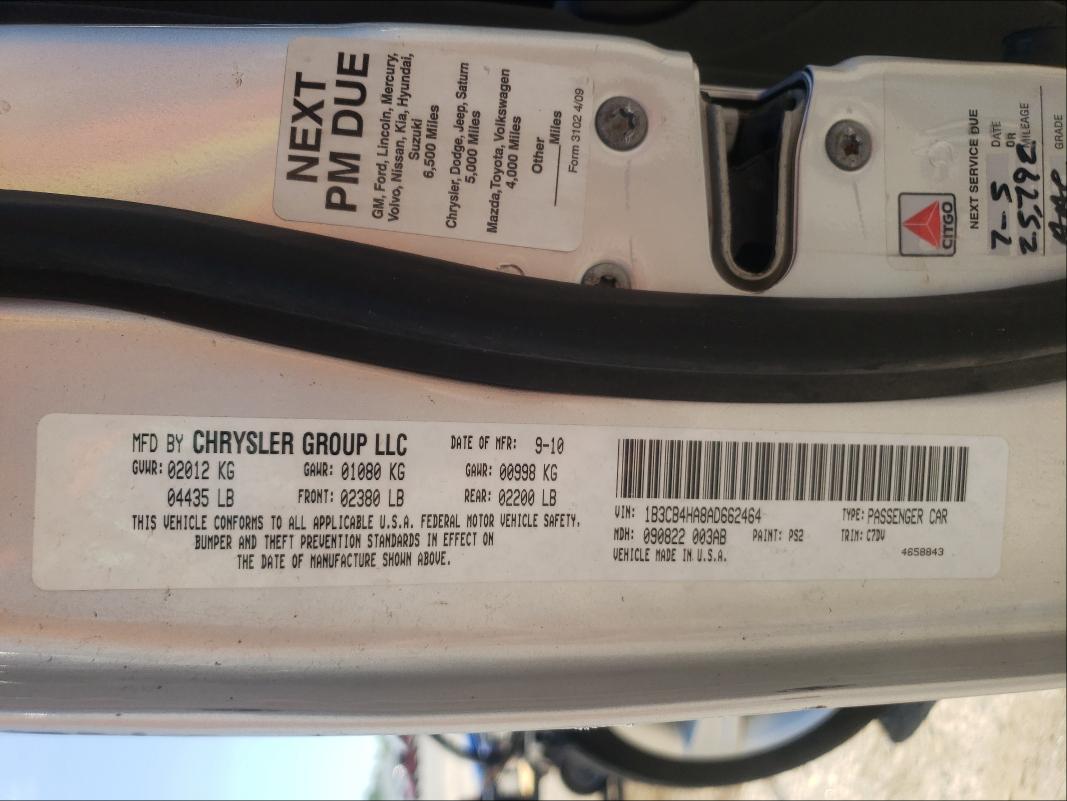 NEXT
PM DUE
GM, Ford, Lincoln, Mercury,
Volvo, Nissan, Kia, Hyundai,
Suzuki
6,500 Miles
Chrysler, Dodge, Jeep, Saturn
5,000 Miles
Mazda, Toyota, Volkswagen
4,000 Miles
Other
Miles
Form 3102 4/09
CITGO
NEXT SERVICE DUE
7-5
DATE
OR
25,792
MILEAGE
GRADE
MFD BY CHRYSLER GROUP LLC DATE OF MFR: 9-10
GVWR: 02012 KG GAWR: 01080 KG GAWR: 00998 KG
04435 LB FRONT: 02380 LB REAR: 02200 LB
THIS VEHICLE CONFORMS TO ALL APPLICABLE U.S.A. FEDERAL MOTOR VEHICLE SAFETY,
BUMPER AND THEFT PREVENTION STANDARDS IN EFFECT ON
THE DATE OF MANUFACTURE SHOWN ABOVE.
VIN: 1B3CB4HA8AD662464 TYPE: PASSENGER CAR
MDH: 090822 003AB PAINT: PS2 TRIM: C7DV
VEHICLE MADE IN U.S.A. 4658843